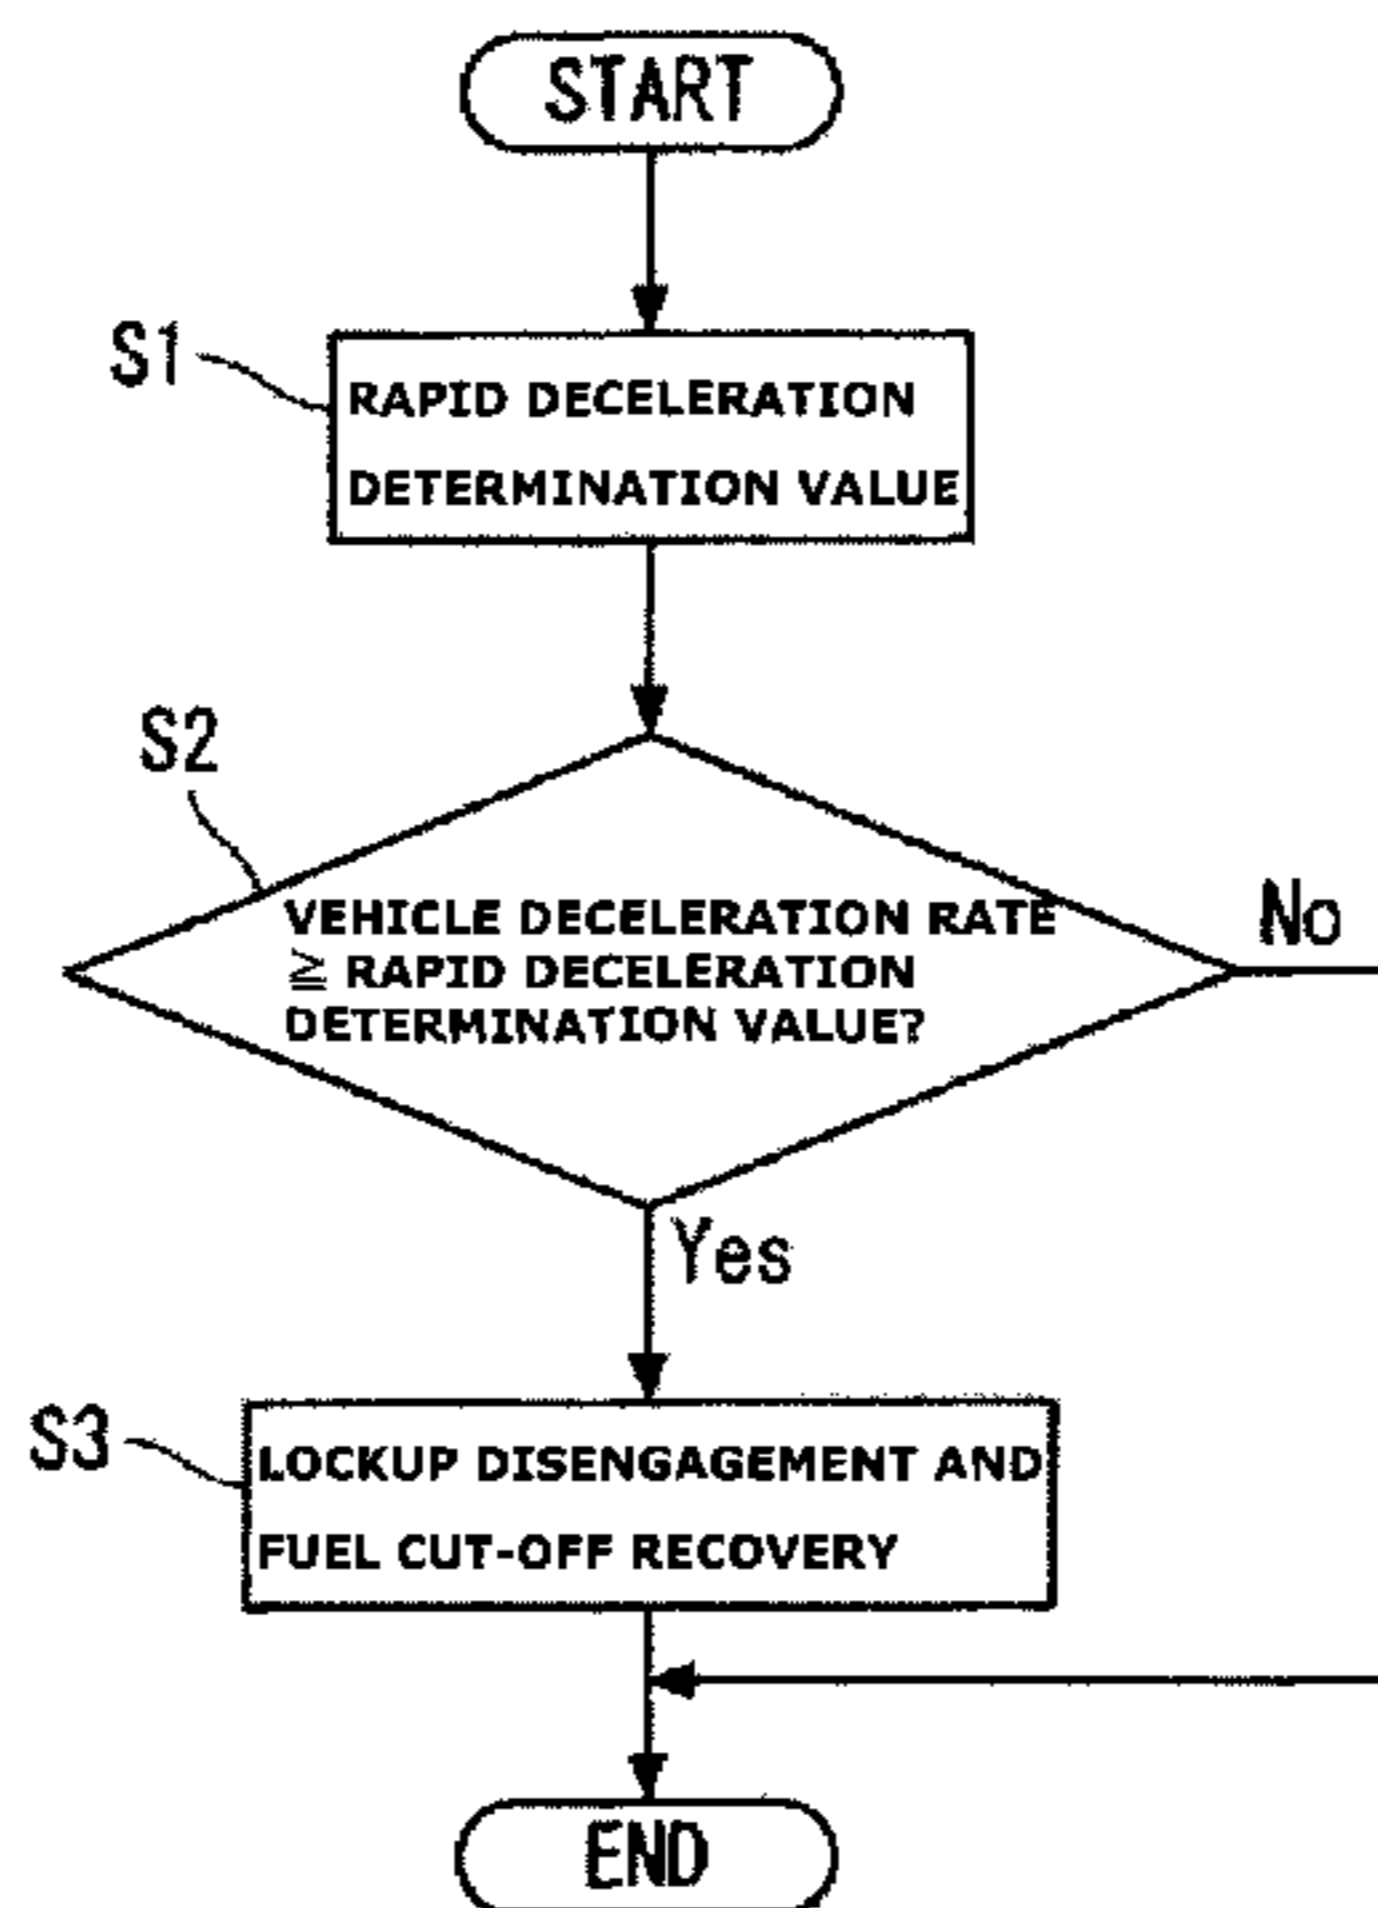 START
S1
RAPID DECELERATION
DETERMINATION VALUE
S2
VEHICLE DECELERATION RATE
≧ RAPID DECELERATION
DETERMINATION VALUE?
No
Yes
S3
LOCKUP DISENGAGEMENT AND
FUEL CUT-OFF RECOVERY
END